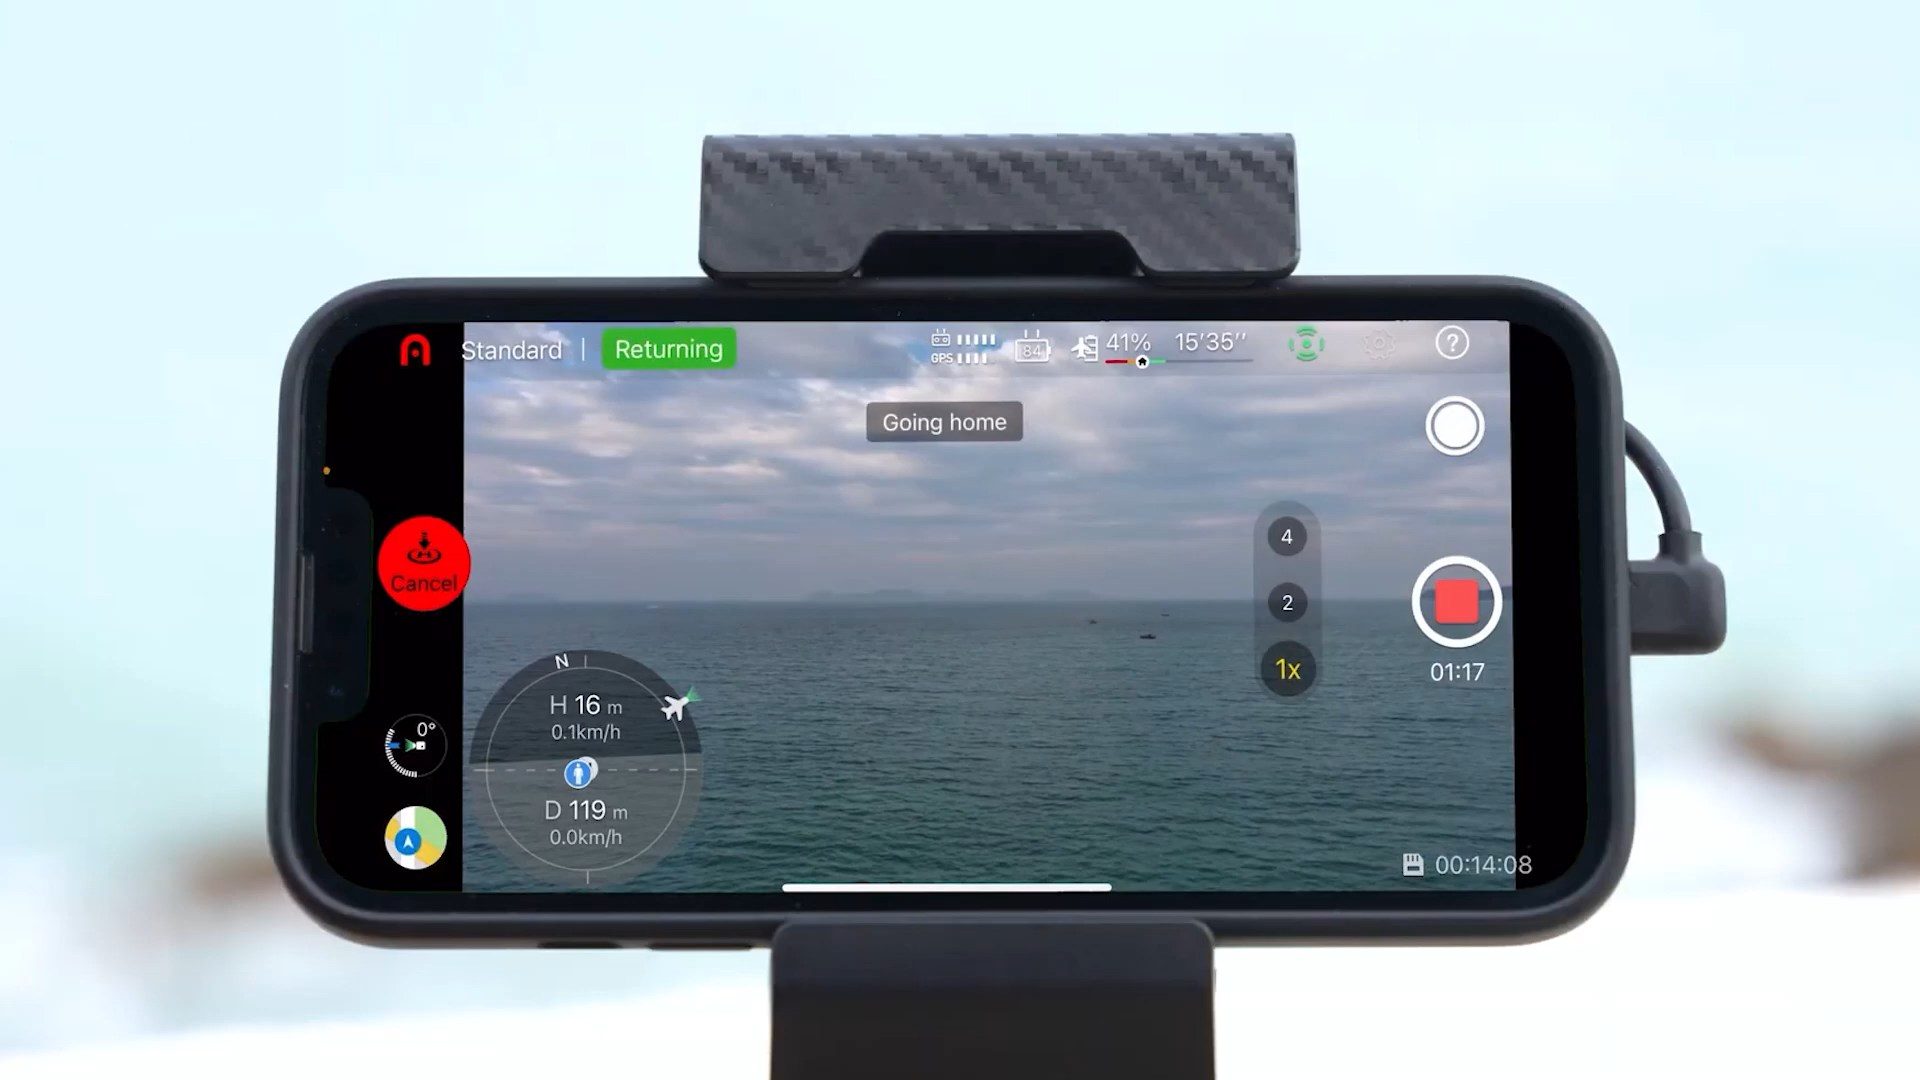 Standard | Returning
GPS
84
41%
15'35''
?
Going home
4
Cancel
2
1x
01:17
N
H 16 m
0.1km/h
0°
D 119 m
0.0km/h
00:14:08